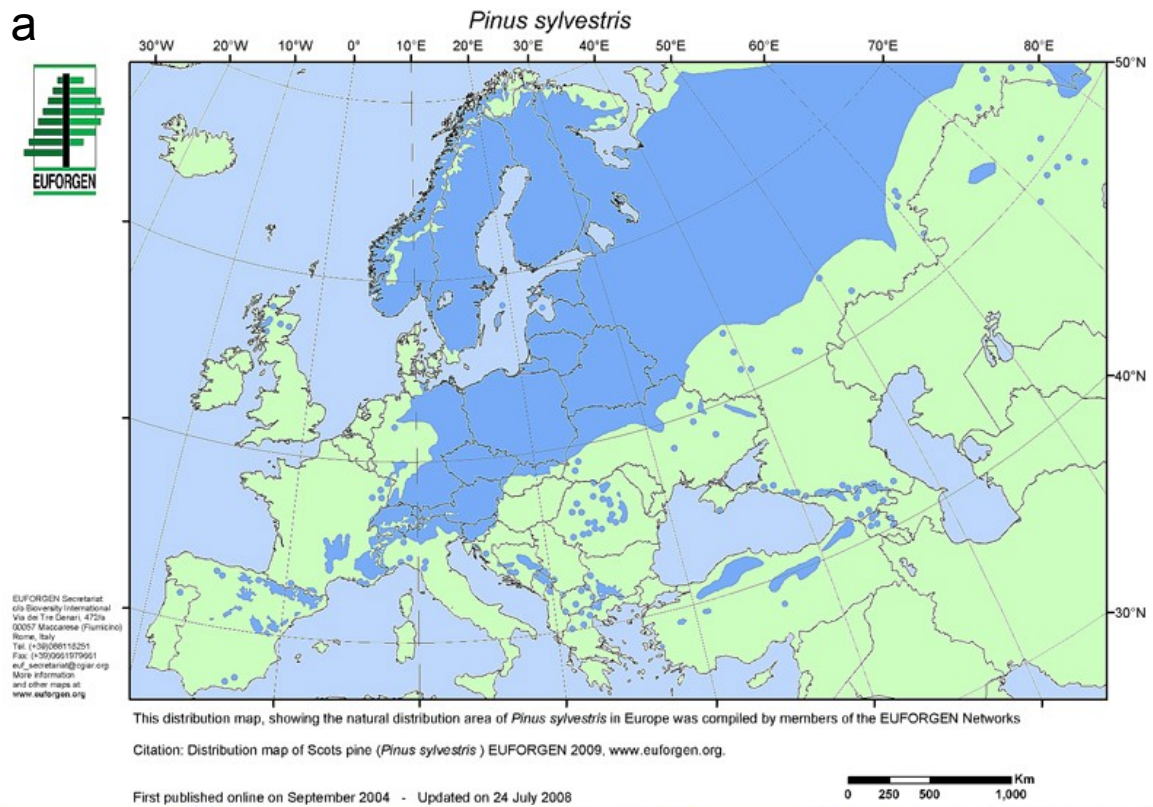 a
Pinus sylvestris
30°W 20°W 10°W 0° 10°E 20°E 30°E 40°E 50°E 60°E 70°E 80°E
50°N
EUFORGEN
40°N
30°N
EUFORGEN Secretariat
c/o Bioversity International
Via dei Tre Denari, 472/a
00057 Maccarese (Fiumicino)
Rome, Italy
Tel. (+39)066118251
Fax: (+39)0661979661
euf_secretariat@cgiar.org
More information
and other maps at:
www.euforgen.org
This distribution map, showing the natural distribution area of Pinus sylvestris in Europe was compiled by members of the EUFORGEN Networks
Citation: Distribution map of Scots pine (Pinus sylvestris ) EUFORGEN 2009, www.euforgen.org.
First published online on September 2004 - Updated on 24 July 2008
Km
0 250 500 1,000